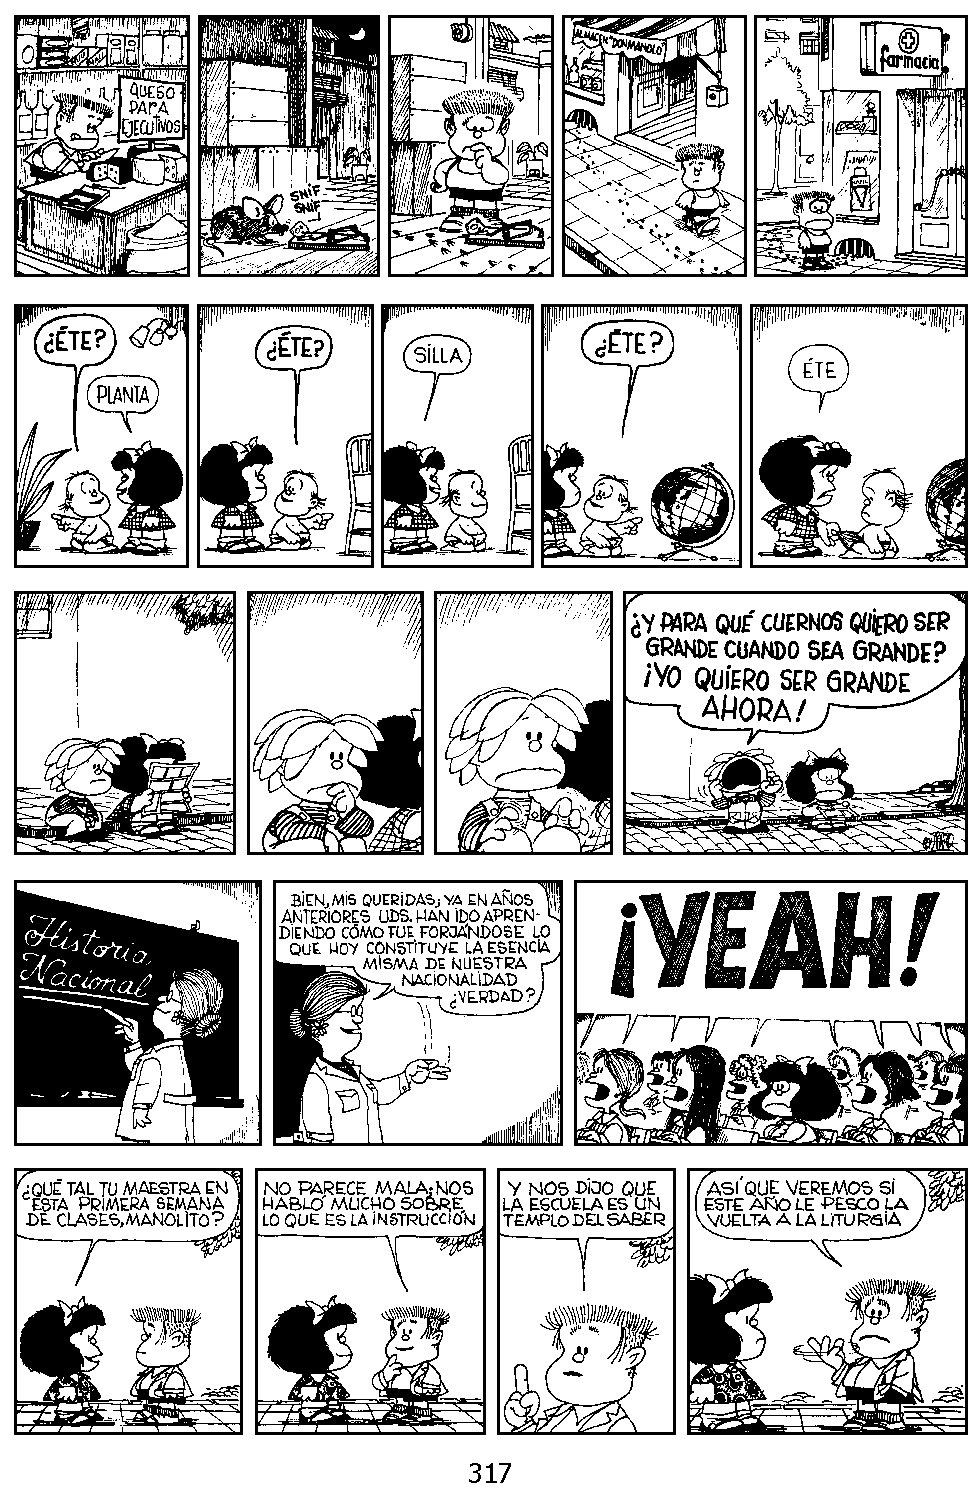 QUESO
PARA
EJECUTIVOS
SNIF
SNIF
ALMACEN "DON MANOLO"
farmacia
¿ÉTE?
PLANTA
¿ÉTE?
SILLA
¿ÉTE?
ÉTE
¿Y PARA QUÉ CUERNOS QUIERO SER
GRANDE CUANDO SEA GRANDE?
¡YO QUIERO SER GRANDE
AHORA!
Historia
Nacional
BIEN, MIS QUERIDAS; YA EN AÑOS
ANTERIORES UDS. HAN IDO APREN-
DIENDO CÓMO FUE FORJÁNDOSE LO
QUE HOY CONSTITUYE LA ESENCIA
MISMA DE NUESTRA
NACIONALIDAD
¿VERDAD?
¡YEAH!
¿QUÉ TAL TU MAESTRA EN
ESTA PRIMERA SEMANA
DE CLASES, MANOLITO?
NO PARECE MALA; NOS
HABLÓ MUCHO SOBRE
LO QUE ES LA INSTRUCCIÓN
Y NOS DIJO QUE
LA ESCUELA ES UN
TEMPLO DEL SABER
ASÍ QUE VEREMOS SI
ESTE AÑO LE PESCO LA
VUELTA A LA LITURGIA
317